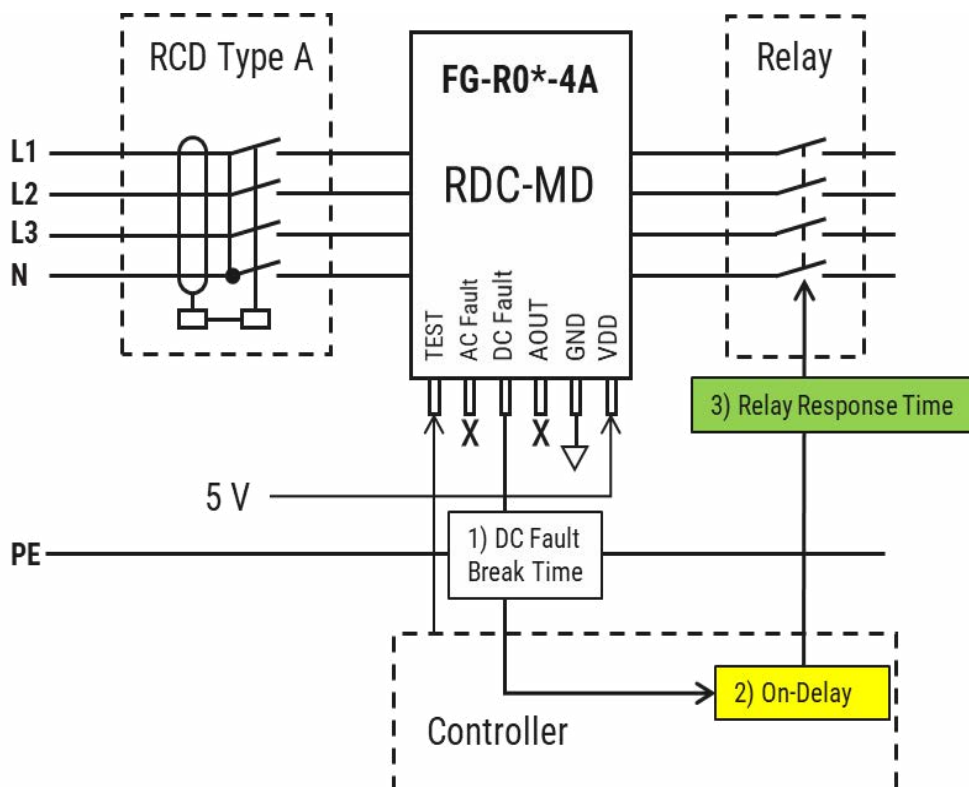 RCD Type A
FG-R0*-4A
RDC-MD
Relay
L1
L2
L3
N
TEST
AC Fault
DC Fault
AOUT
GND
VDD
X
X
3) Relay Response Time
5 V
PE
1) DC Fault
Break Time
2) On-Delay
Controller